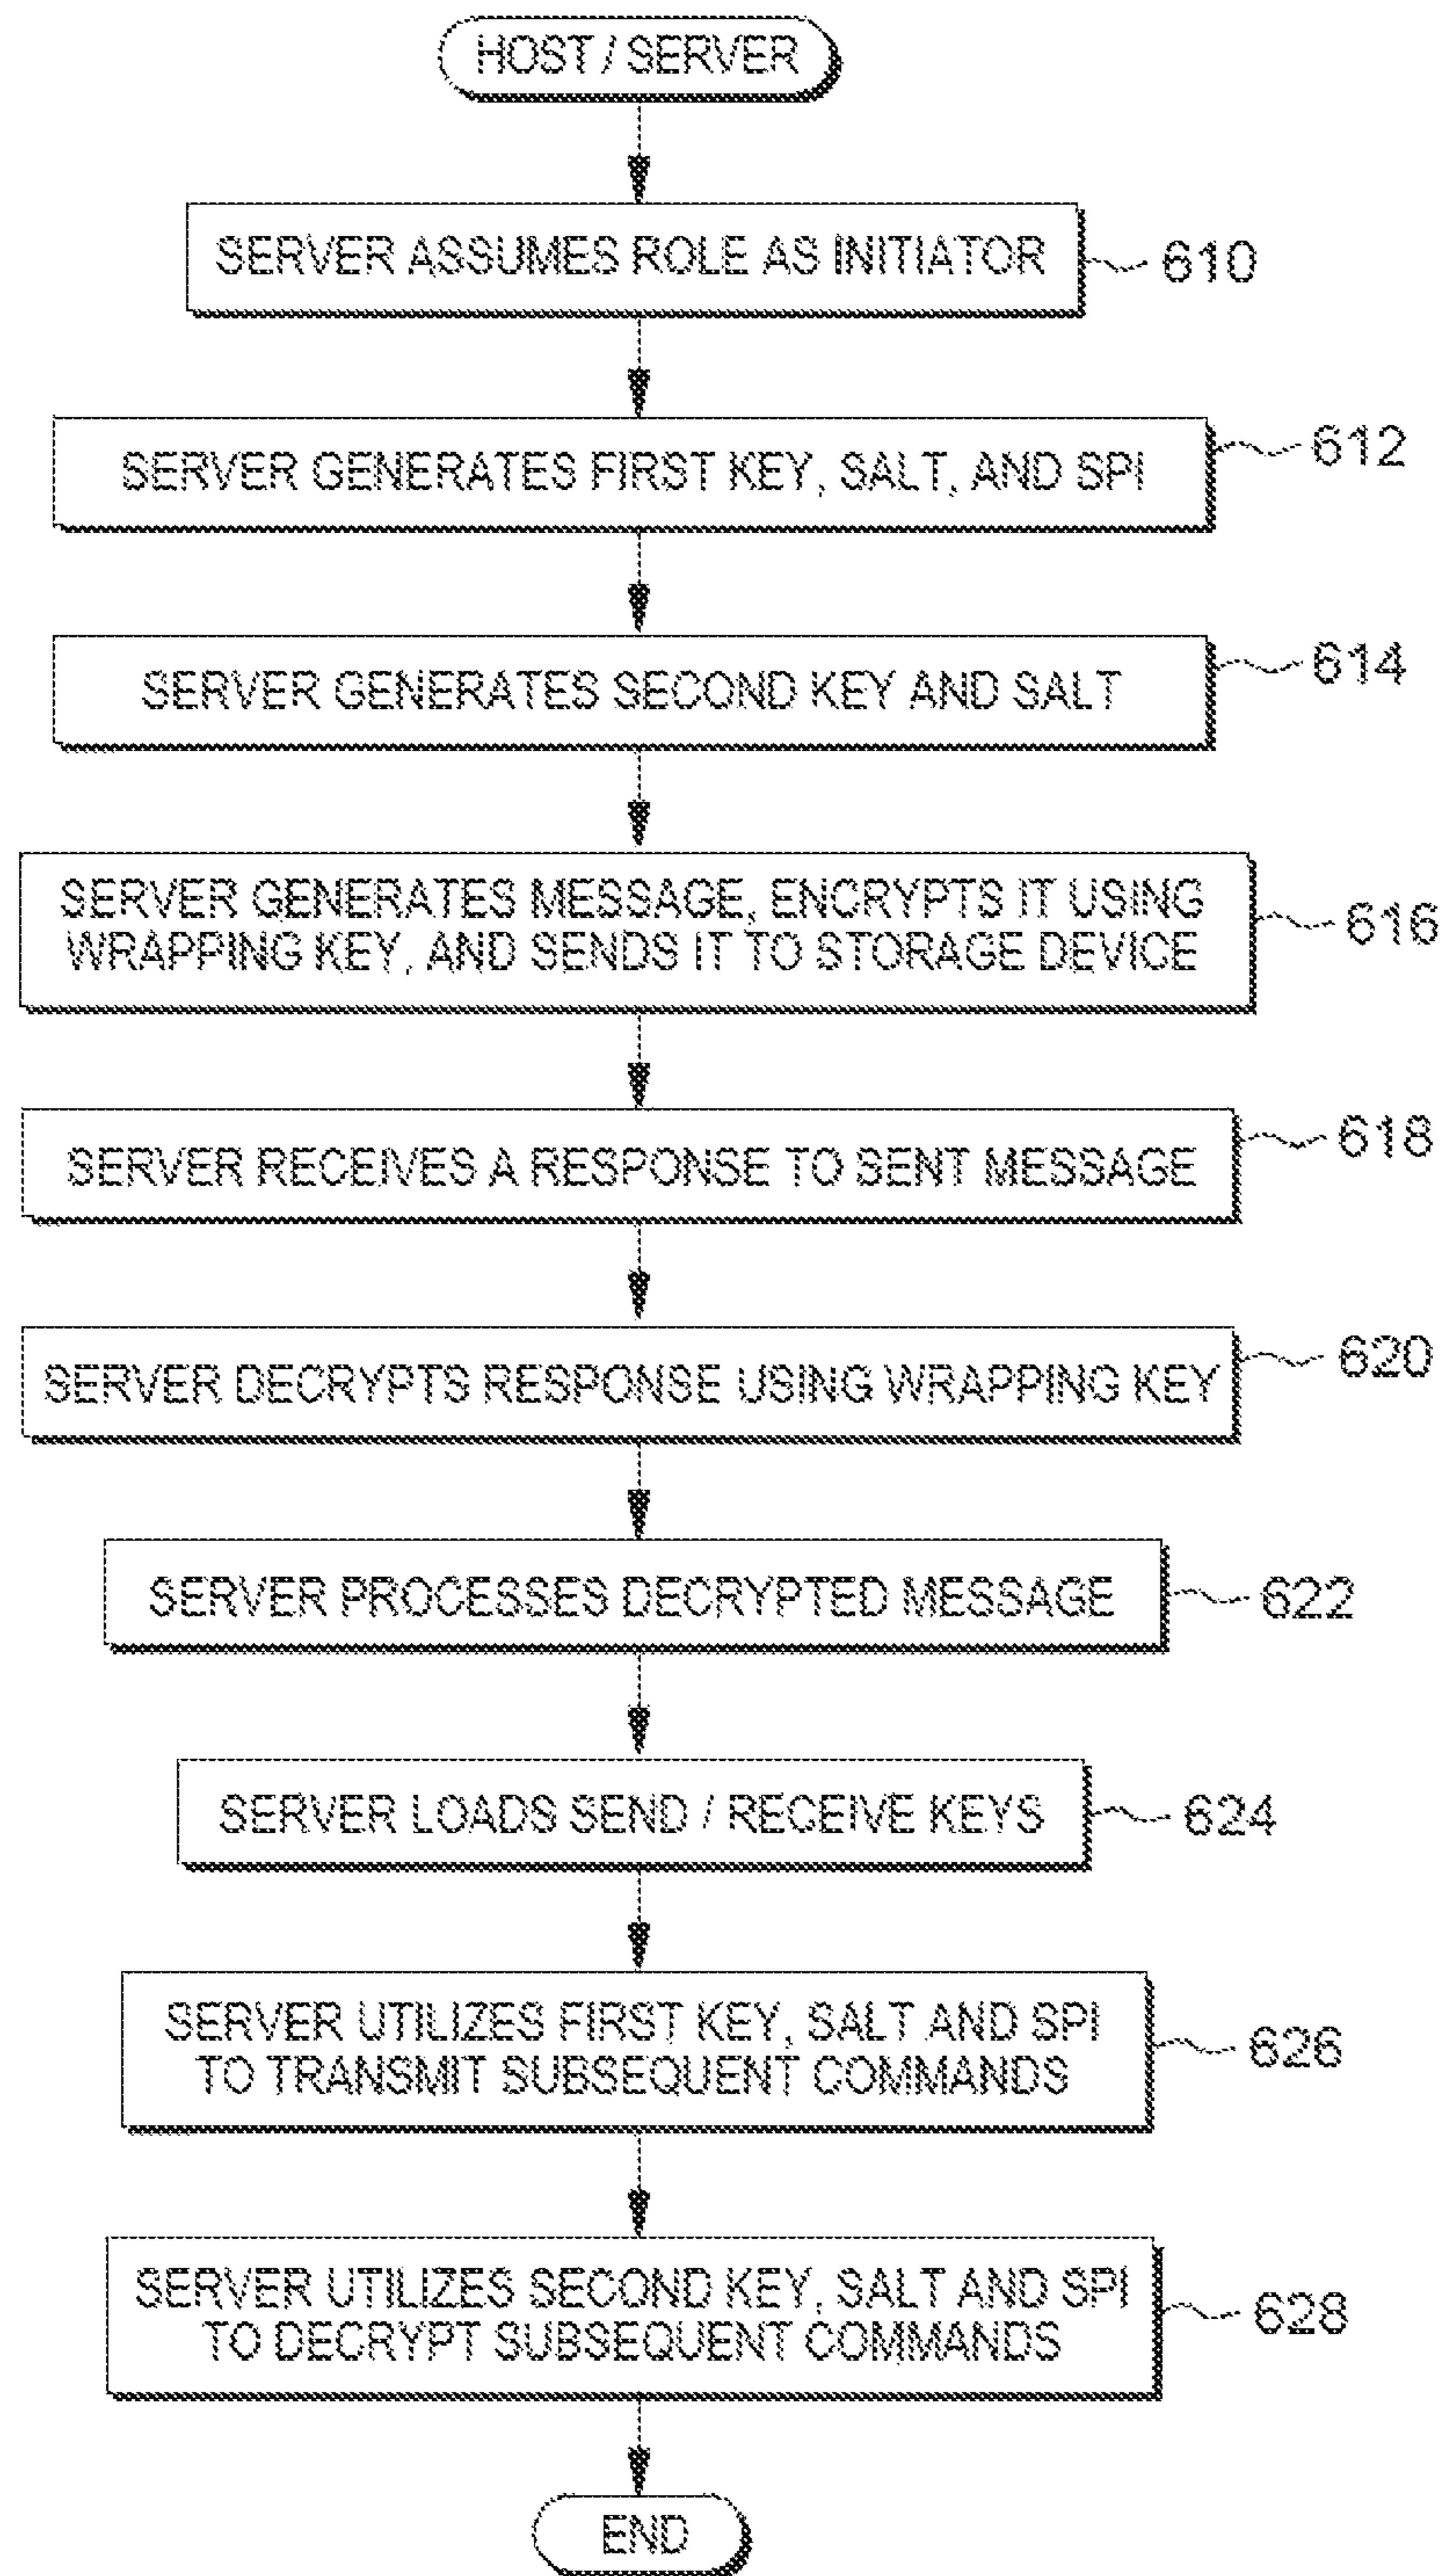 HOST / SERVER
SERVER ASSUMES ROLE AS INITIATOR
610
SERVER GENERATES FIRST KEY, SALT, AND SPI
612
SERVER GENERATES SECOND KEY AND SALT
614
SERVER GENERATES MESSAGE, ENCRYPTS IT USING
WRAPPING KEY, AND SENDS IT TO STORAGE DEVICE
616
SERVER RECEIVES A RESPONSE TO SENT MESSAGE
618
SERVER DECRYPTS RESPONSE USING WRAPPING KEY
620
SERVER PROCESSES DECRYPTED MESSAGE
622
SERVER LOADS SEND / RECEIVE KEYS
624
SERVER UTILIZES FIRST KEY, SALT AND SPI
TO TRANSMIT SUBSEQUENT COMMANDS
626
SERVER UTILIZES SECOND KEY, SALT AND SPI
TO DECRYPT SUBSEQUENT COMMANDS
628
END